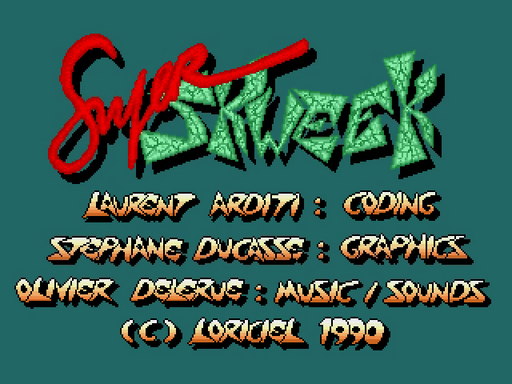 Super
SKWEEK
LAURENT ARDITI : CODING
STEPHANE DUCASSE : GRAPHICS
OLIVIER DELERUE : MUSIC / SOUNDS
(C) LORICIEL 1990